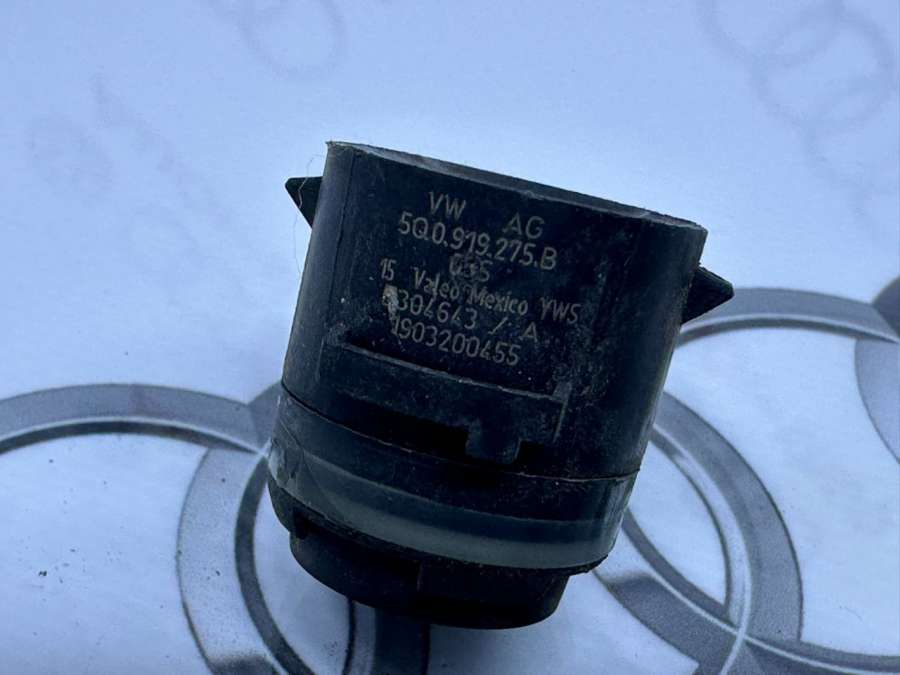 VW AG
5Q0.919.275.B
15 Valeo Mexico YWS
304643 / A
1903200455